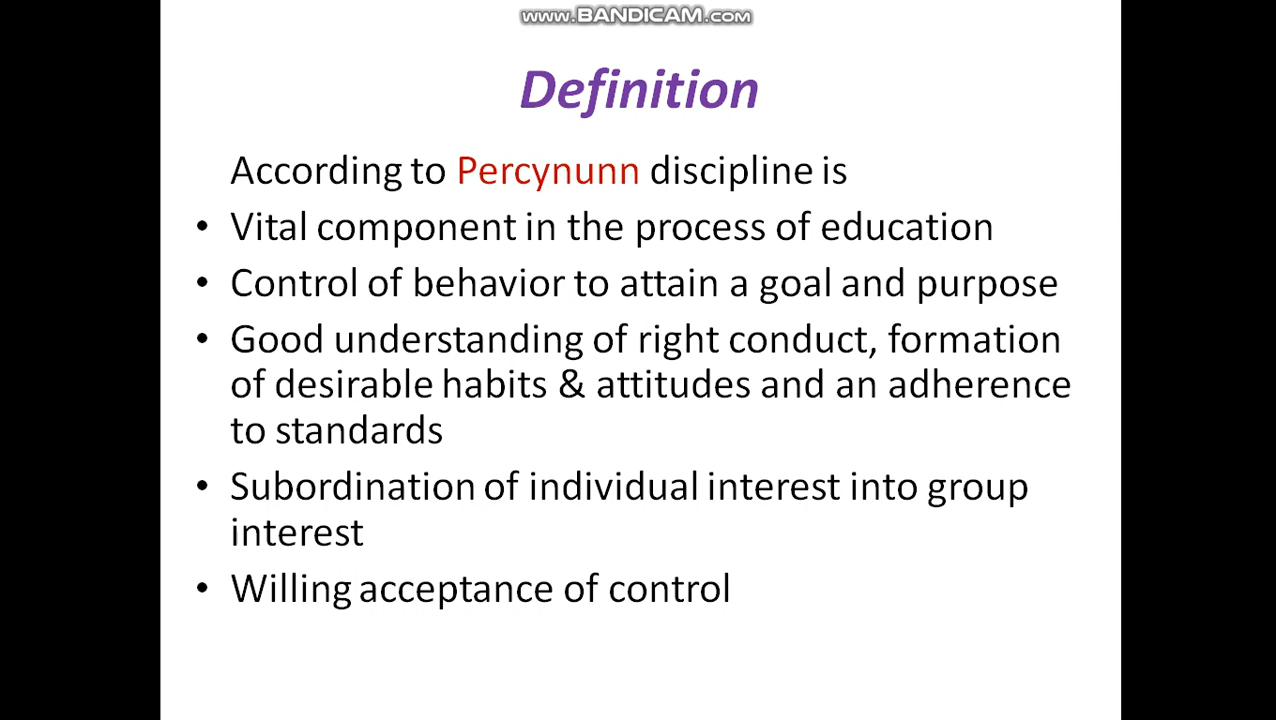 www.BANDICAM.com
Definition
According to Percynunn discipline is
• Vital component in the process of education
• Control of behavior to attain a goal and purpose
• Good understanding of right conduct, formation
of desirable habits & attitudes and an adherence
to standards
• Subordination of individual interest into group
interest
• Willing acceptance of control